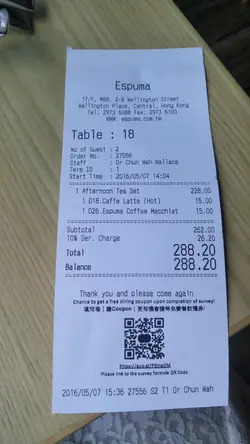 Espuma
17/F, M88, 2-8 Wellington Street,
Wellington Place, Central, Hong Kong
Tel: 2973 6088 Fax: 2973 6100
www.espuma.com.hk
Table : 18
No of Guest : 2
Order No. : 27556
Staff : Or Chun Wah Wallace
Term ID : 1
Start Time : 2016/05/07 14:04
1 Afternoon Tea Set 228.00
1 D18.Caffe Latte (Hot) 15.00
1 D26.Espuma Coffee Macchiat 15.00
Subtotal 262.00
10% Ser. Charge 26.20
Total 288.20
Balance 288.20
Thank you and please come again
Chance to get a free dining coupon upon completion of survey!
Please link to the survey formula QR Code
2016/05/07 15:36 27556 S2 T1 Or Chun Wah